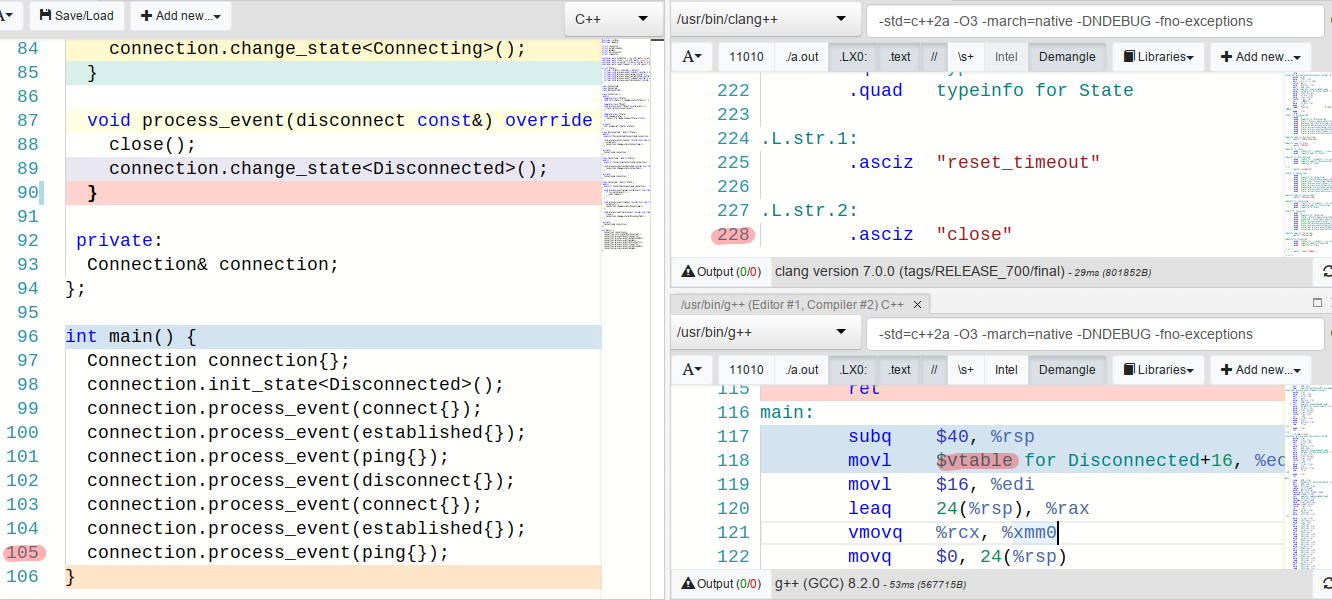 A
Save/Load
+ Add new...
C++
84 connection.change_state<Connecting>();
85 }
86
87 void process_event(disconnect const&) override
88 close();
89 connection.change_state<Disconnected>();
90 }
91
92 private:
93 Connection& connection;
94 };
95
96 int main() {
97 Connection connection{};
98 connection.init_state<Disconnected>();
99 connection.process_event(connect{});
100 connection.process_event(established{});
101 connection.process_event(ping{});
102 connection.process_event(disconnect{});
103 connection.process_event(connect{});
104 connection.process_event(established{});
105 connection.process_event(ping{});
106 }
/usr/bin/clang++
-std=c++2a -O3 -march=native -DNDEBUG -fno-exceptions
A 11010 ./a.out .LX0: .text // \s+ Intel Demangle Libraries + Add new...
222 .quad typeinfo for State
223
224 .L.str.1:
225 .asciz "reset_timeout"
226
227 .L.str.2:
228 .asciz "close"
Output (0/0) clang version 7.0.0 (tags/RELEASE_700/final) - 29ms (801852B)
/usr/bin/g++ (Editor #1, Compiler #2) C++ ×
/usr/bin/g++
-std=c++2a -O3 -march=native -DNDEBUG -fno-exceptions
A 11010 ./a.out .LX0: .text // \s+ Intel Demangle Libraries + Add new...
115 ret
116 main:
117 subq $40, %rsp
118 movl $vtable for Disconnected+16, %ec
119 movl $16, %edi
120 leaq 24(%rsp), %rax
121 vmovq %rcx, %xmm0
122 movq $0, 24(%rsp)
Output (0/0) g++ (GCC) 8.2.0 - 53ms (567715B)